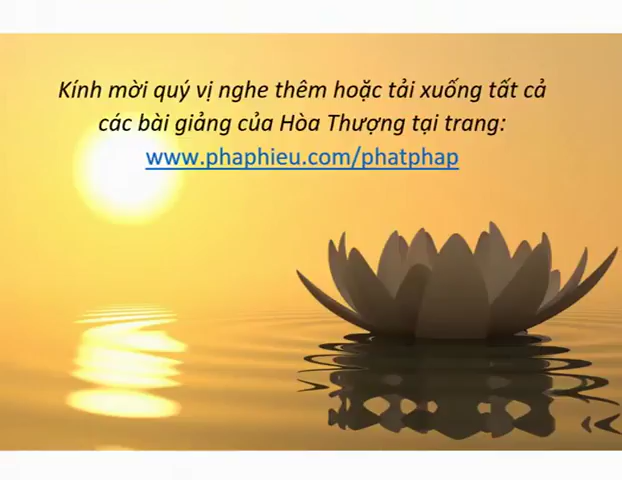 Kính mời quý vị nghe thêm hoặc tải xuống tất cả
các bài giảng của Hòa Thượng tại trang:
www.phaphieu.com/phatphap